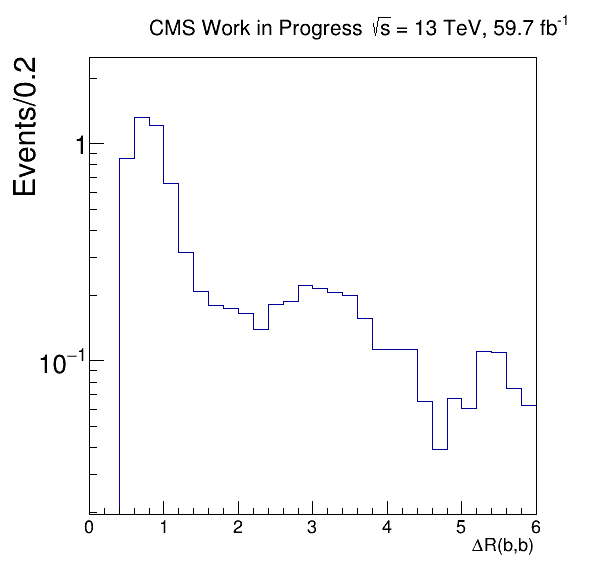 CMS Work in Progress √s = 13 TeV, 59.7 fb⁻¹
Events/0.2
1
10⁻¹
0 1 2 3 4 5 6
ΔR(b,b)